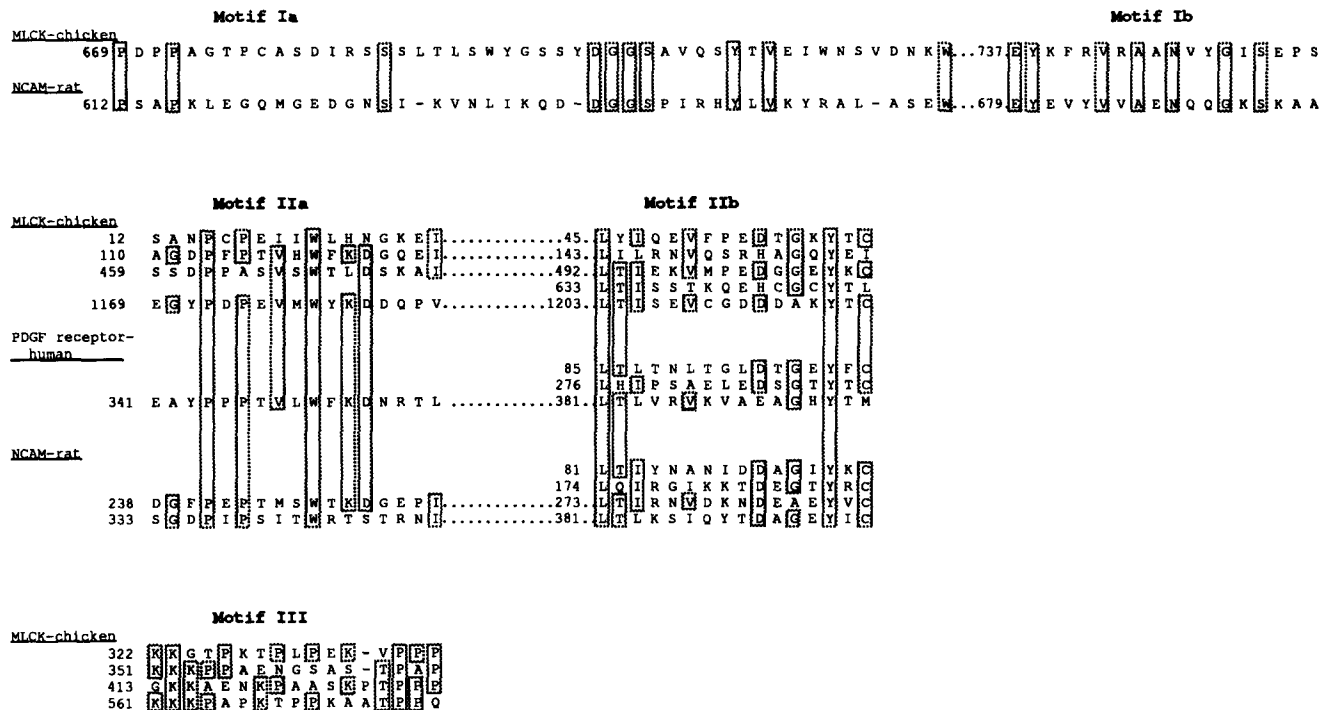 Motif Ia Motif Ib
MLCK-chicken
669 P D P P A G T P C A S D I R S S S L T L S W Y G S S Y D G G S A V Q S Y T V E I W N S V D N K W...737 E Y K F R V R A A N V Y G I S E P S
NCAM-rat
612 P S A P K L E G Q M G E D G N S I - K V N L I K Q D - D G G S P I R H Y L V K Y R A L - A S E W...679 E Y E V Y V V A E N Q Q G K S K A A
Motif IIa Motif IIb
MLCK-chicken
12 S A N P C P E I I W L H N G K E I..............45 L Y I Q E V F P E D T G K Y T C
110 A G D P F P T V H W F K D G Q E I..............143 L I L R N V Q S R H A G Q Y E I
459 S S D P P A S V S W T L D S K A I..............492 L T I E K V M P E D G G E Y K Q
633 L T I S S T K Q E H C G C Y T L
1169 E G Y P D P E V M W Y K D D Q P V..............1203 L T I S E V C G D D D A K Y T C
PDGF receptor-
human
85 L T L T N L T G L D T G E Y F C
276 L H I P S A E L E D S G T Y T C
341 E A Y P P P T V L W F K D N R T L ..............381 L T L V R V K V A E A G H Y T M
NCAM-rat
81 L T I Y N A N I D D A G I Y K C
174 L Q I R G I K K T D E G T Y R C
238 D G F P E P T M S W T K D G E P I..............273 L T I R N V D K N D E A E Y V C
333 S G D P I P S I T W R T S T R N I..............381 L T L K S I Q Y T D A G E Y I C
Motif III
MLCK-chicken
322 K K G T P K T P L P E K - V P P P
351 K K K P P A E N G S A S - T P A P
413 G K K A E N K P A A S K P T P P P
561 K K K P A P K T P P K A A T P P Q